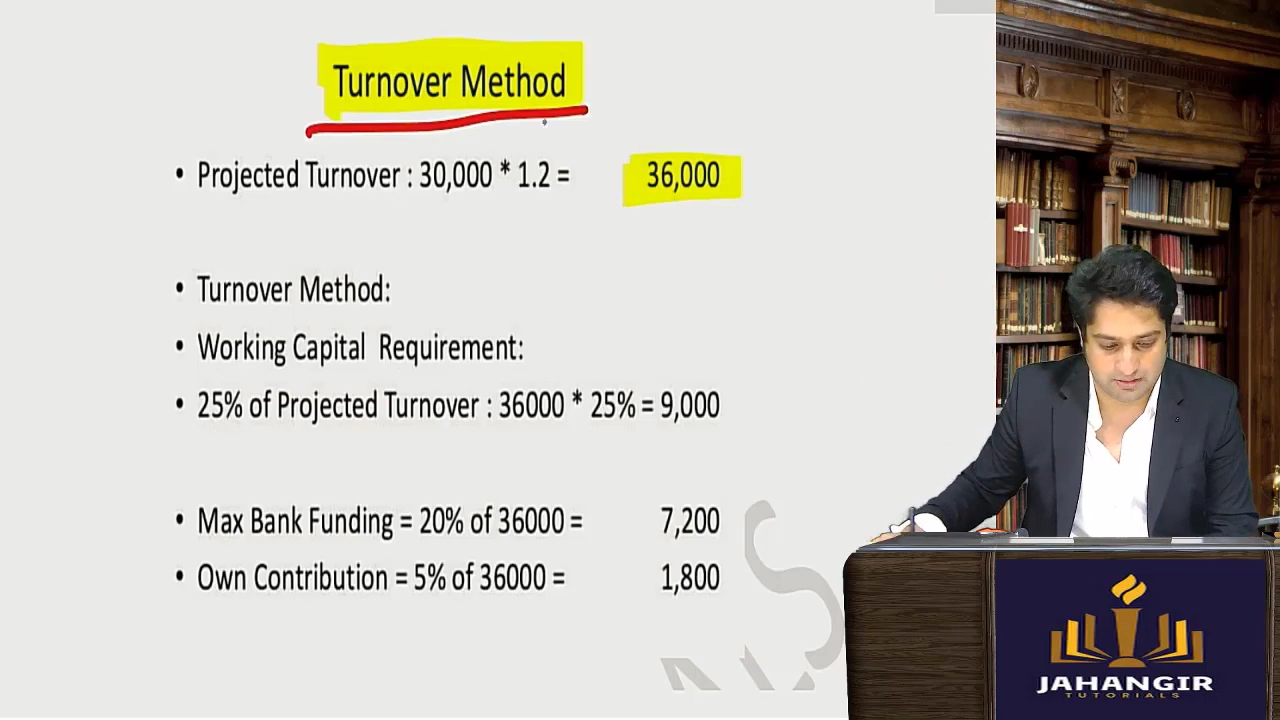 Turnover Method
• Projected Turnover : 30,000 * 1.2 = 36,000
• Turnover Method:
• Working Capital Requirement:
• 25% of Projected Turnover : 36000 * 25% = 9,000
• Max Bank Funding = 20% of 36000 = 7,200
• Own Contribution = 5% of 36000 = 1,800
JAHANGIR
TUTORIALS